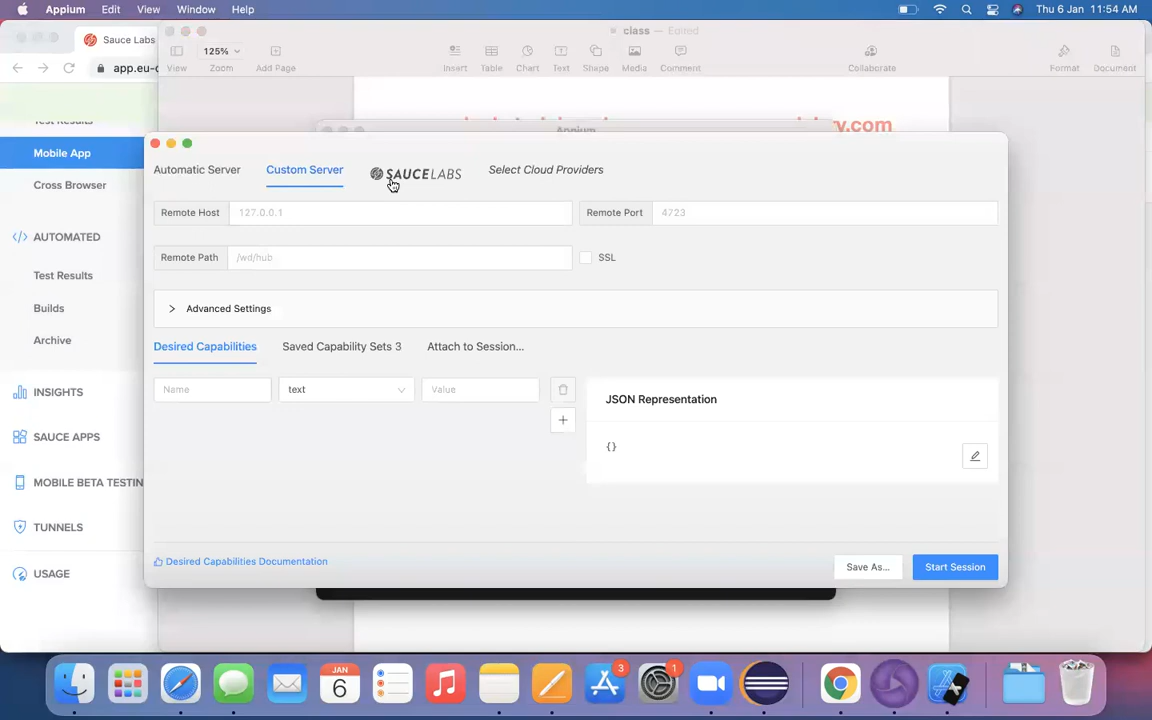 Appium Edit View Window Help
Thu 6 Jan 11:54 AM
Sauce Labs
class — Edited
125%
View Zoom Add Page Insert Table Chart Text Shape Media Comment Collaborate Format Document
Test Results
Appium
Mobile App
Cross Browser
AUTOMATED
Test Results
Builds
Archive
INSIGHTS
SAUCE APPS
MOBILE BETA TESTIN
TUNNELS
USAGE
Automatic Server Custom Server SAUCELABS Select Cloud Providers
Remote Host 127.0.0.1 Remote Port 4723
Remote Path /wd/hub SSL
Advanced Settings
Desired Capabilities Saved Capability Sets 3 Attach to Session...
Name text Value
JSON Representation
{}
Desired Capabilities Documentation
Save As... Start Session
3
1
JAN
6